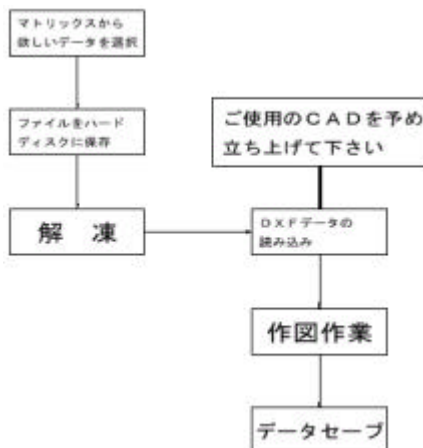 マトリックスから
欲しいデータを選択
ファイルをハード
ディスクに保存
ご使用のCADを予め
立ち上げて下さい
解 凍
DXFデータの
読み込み
作図作業
データセーブ